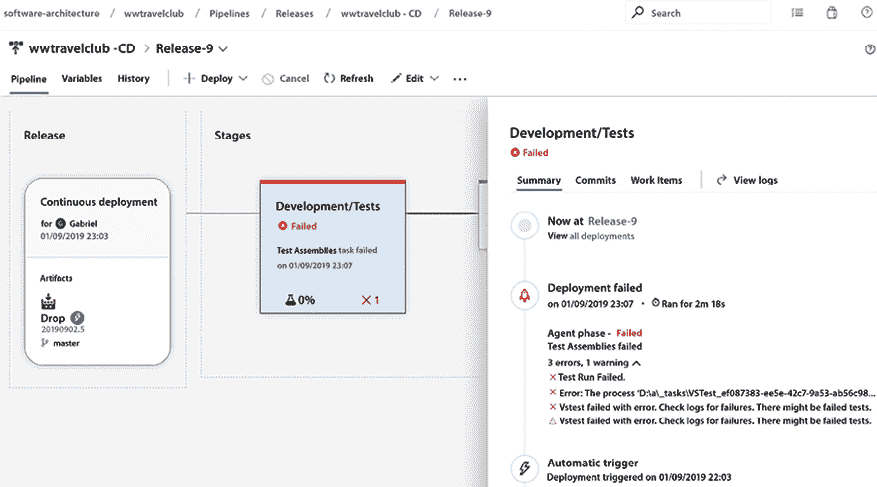 software-architecture / wwtravelclub / Pipelines / Releases / wwtravelclub - CD / Release-9
Search
wwtravelclub -CD > Release-9
Pipeline Variables History Deploy Cancel Refresh Edit ...
Release
Stages
Continuous deployment
for G Gabriel
01/09/2019 23:03
Artifacts
Drop
20190902.5
master
Development/Tests
Failed
Test Assemblies task failed
on 01/09/2019 23:07
0% 1
Development/Tests
Failed
Summary Commits Work Items View logs
Now at Release-9
View all deployments
Deployment failed
on 01/09/2019 23:07 • Ran for 2m 18s
Agent phase - Failed
Test Assemblies failed
3 errors, 1 warning
Test Run Failed.
Error: The process 'D:\a\_tasks\VSTest_ef087383-ee5e-42c7-9a53-ab56c98...
Vstest failed with error. Check logs for failures. There might be failed tests.
Vstest failed with error. Check logs for failures. There might be failed tests.
Automatic trigger
Deployment triggered on 01/09/2019 22:03